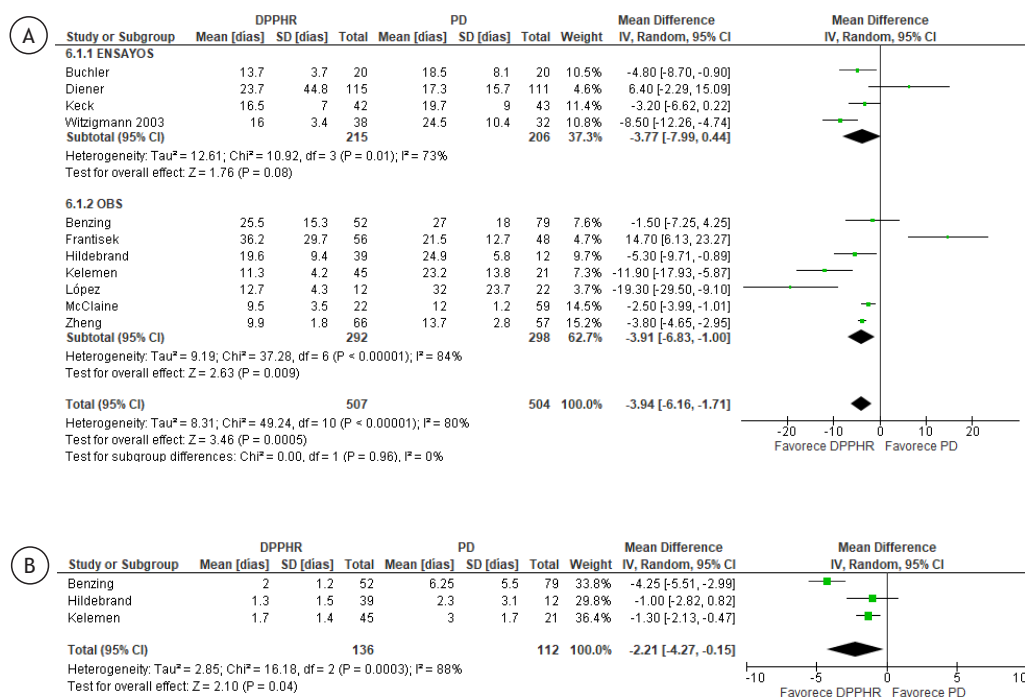 A
DPPHR PD Mean Difference Mean Difference
Study or Subgroup Mean [días] SD [días] Total Mean [días] SD [días] Total Weight IV, Random, 95% CI IV, Random, 95% CI
6.1.1 ENSAYOS
Buchler 13.7 3.7 20 18.5 8.1 20 10.5% -4.80 [-8.70, -0.90]
Diener 23.7 44.8 115 17.3 15.7 111 4.6% 6.40 [-2.29, 15.09]
Keck 16.5 7 42 19.7 9 43 11.4% -3.20 [-6.62, 0.22]
Witzigmann 2003 16 3.4 38 24.5 10.4 32 10.8% -8.50 [-12.26, -4.74]
Subtotal (95% CI) 215 206 37.3% -3.77 [-7.99, 0.44]
Heterogeneity: Tau² = 12.61; Chi² = 10.92, df = 3 (P = 0.01); I² = 73%
Test for overall effect: Z = 1.76 (P = 0.08)
6.1.2 OBS
Benzing 25.5 15.3 52 27 18 79 7.6% -1.50 [-7.25, 4.25]
Frantisek 36.2 29.7 56 21.5 12.7 48 4.7% 14.70 [6.13, 23.27]
Hildebrand 19.6 9.4 39 24.9 5.8 12 9.7% -5.30 [-9.71, -0.89]
Kelemen 11.3 4.2 45 23.2 13.8 21 7.3% -11.90 [-17.93, -5.87]
López 12.7 4.3 12 32 23.7 22 3.7% -19.30 [-29.50, -9.10]
McClaine 9.5 3.5 22 12 1.2 59 14.5% -2.50 [-3.99, -1.01]
Zheng 9.9 1.8 66 13.7 2.8 57 15.2% -3.80 [-4.65, -2.95]
Subtotal (95% CI) 292 298 62.7% -3.91 [-6.83, -1.00]
Heterogeneity: Tau² = 9.19; Chi² = 37.28, df = 6 (P < 0.00001); I² = 84%
Test for overall effect: Z = 2.63 (P = 0.009)
Total (95% CI) 507 504 100.0% -3.94 [-6.16, -1.71]
Heterogeneity: Tau² = 8.31; Chi² = 49.24, df = 10 (P < 0.00001); I² = 80%
Test for overall effect: Z = 3.46 (P = 0.0005)
Test for subgroup differences: Chi² = 0.00, df = 1 (P = 0.96), I² = 0%
-20 -10 0 10 20
Favorece DPPHR Favorece PD
B
DPPHR PD Mean Difference Mean Difference
Study or Subgroup Mean [días] SD [días] Total Mean [días] SD [días] Total Weight IV, Random, 95% CI IV, Random, 95% CI
Benzing 2 1.2 52 6.25 5.5 79 33.8% -4.25 [-5.51, -2.99]
Hildebrand 1.3 1.5 39 2.3 3.1 12 29.8% -1.00 [-2.82, 0.82]
Kelemen 1.7 1.4 45 3 1.7 21 36.4% -1.30 [-2.13, -0.47]
Total (95% CI) 136 112 100.0% -2.21 [-4.27, -0.15]
Heterogeneity: Tau² = 2.85; Chi² = 16.18, df = 2 (P = 0.0003); I² = 88%
Test for overall effect: Z = 2.10 (P = 0.04)
-10 -5 0 5 10
Favorece DPPHR Favorece PD